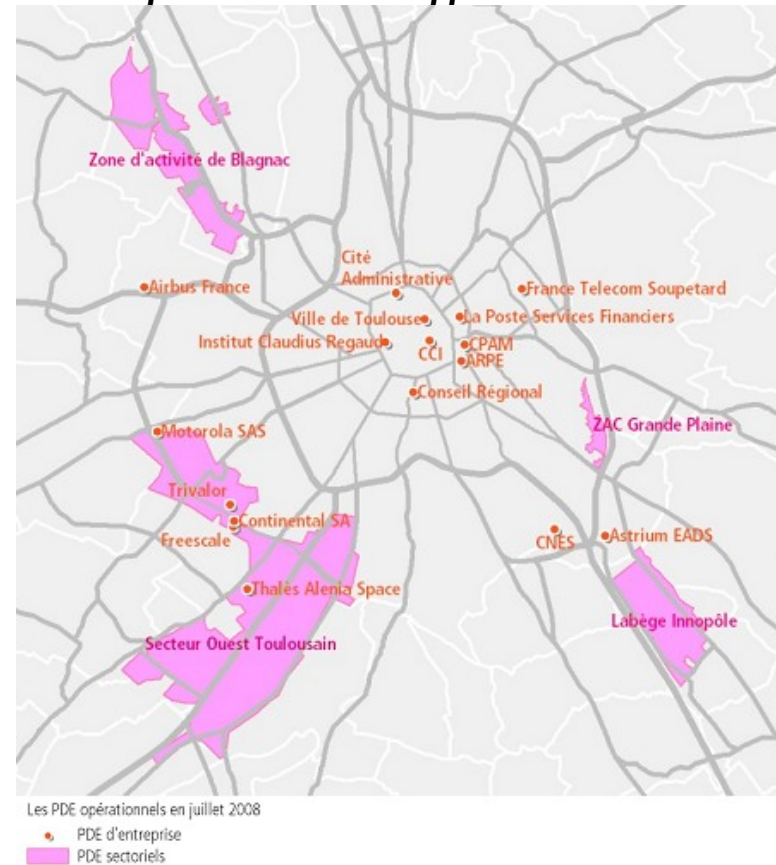 Zone d'activité de Blagnac
Airbus France
Cité
Administrative
France Telecom Soupetard
Ville de Toulouse
La Poste Services Financiers
Institut Claudius Regaud
CCI
CPAM
ARPE
Conseil Régional
ZAC Grande Plaine
Motorola SAS
Trivalor
Continental SA
Freescale
CNES
Astrium EADS
Thalès Alenia Space
Labège Innopôle
Secteur Ouest Toulousain
Les PDE opérationnels en juillet 2008
PDE d'entreprise
PDE sectoriels